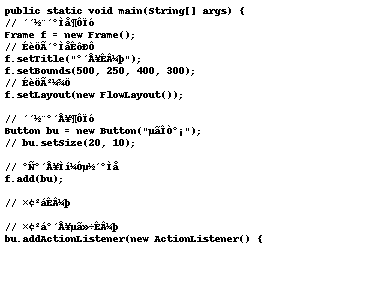 public static void main(String[] args) {
// ´´½¨´°Ìå¶ÔÏó
Frame f = new Frame();
// ÉèÖÃ´°ÌåÊôÐÔ
f.setTitle("°´Å¥ÊÂ¼þ");
f.setBounds(500, 250, 400, 300);
// ÉèÖÃ²¼¾Ö
f.setLayout(new FlowLayout());
// ´´½¨°´Å¥¶ÔÏó
Button bu = new Button("µãÎÒ°¡");
// bu.setSize(20, 10);
// °Ñ°´Å¥Ìí¼Óµ½´°Ìå
f.add(bu);
// ×¢²áÊÂ¼þ
// ×¢²á°´Å¥µã»÷ÊÂ¼þ
bu.addActionListener(new ActionListener() {